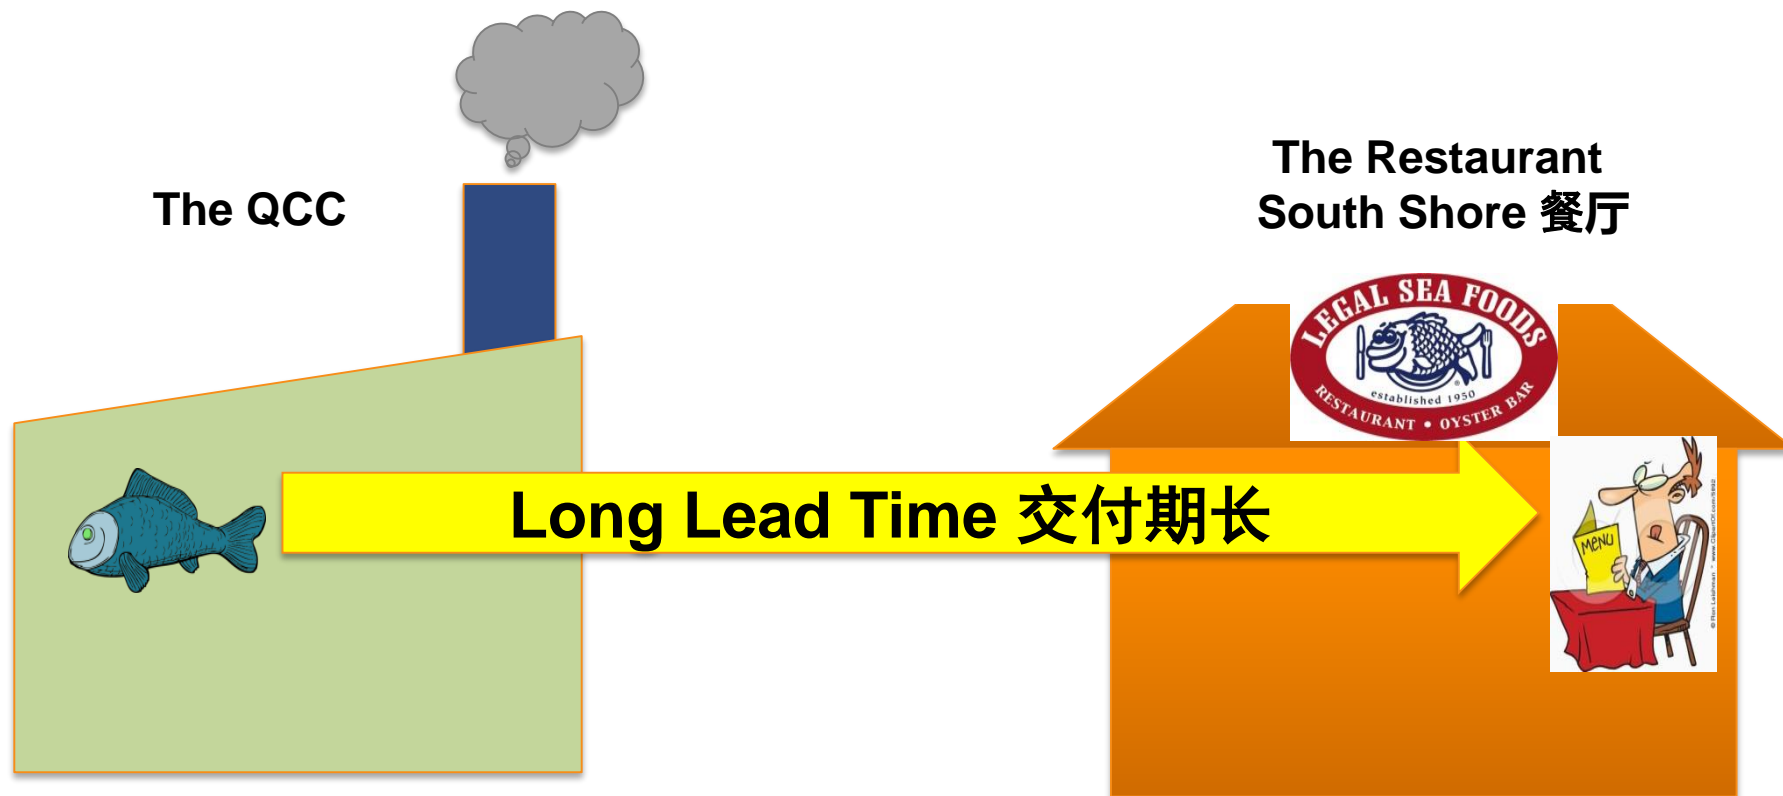 The QCC
The Restaurant
South Shore 餐厅
LEGAL SEA FOODS
established 1950
RESTAURANT • OYSTER BAR
Long Lead Time 交付期长
MENU